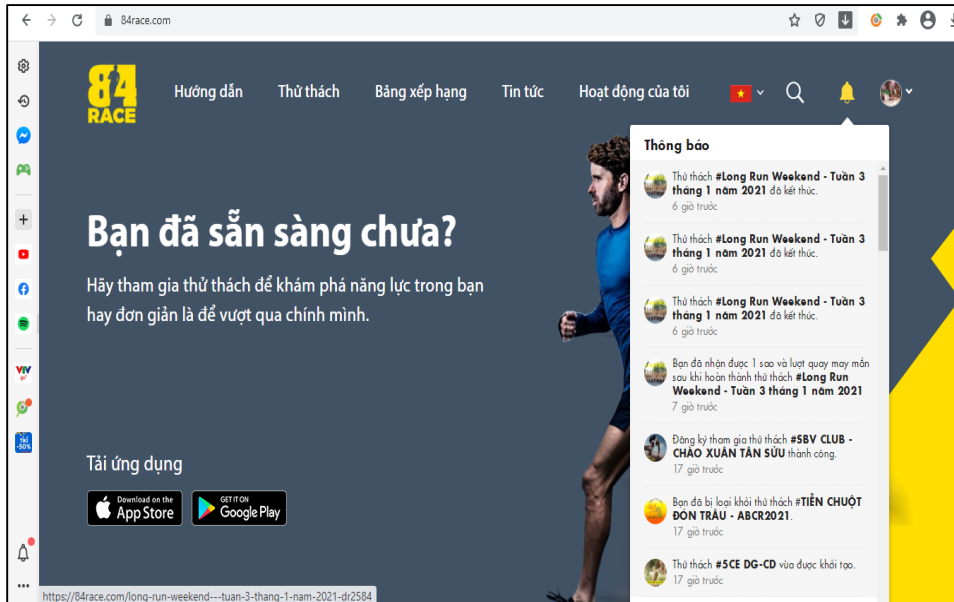 84race.com
84
RACE
Hướng dẫn Thử thách Bảng xếp hạng Tin tức Hoạt động của tôi
Thông báo
Thử thách #Long Run Weekend - Tuần 3
tháng 1 năm 2021 đã kết thúc.
6 giờ trước
Thử thách #Long Run Weekend - Tuần 3
tháng 1 năm 2021 đã kết thúc.
6 giờ trước
Thử thách #Long Run Weekend - Tuần 3
tháng 1 năm 2021 đã kết thúc.
6 giờ trước
Bạn đã nhận được 1 sao và lượt quay may mắn
sau khi hoàn thành thử thách #Long Run
Weekend - Tuần 3 tháng 1 năm 2021
7 giờ trước
Đăng ký tham gia thử thách #SBV CLUB -
CHÀO XUÂN TÂN SỬU thành công.
17 giờ trước
Bạn đã bị loại khỏi thử thách #TIỄN CHUỘT
ĐÓN TRÂU - ABCR2021.
17 giờ trước
Thử thách #5CE DG-CD vừa được khởi tạo.
17 giờ trước
Bạn đã sẵn sàng chưa?
Hãy tham gia thử thách để khám phá năng lực trong bạn
hay đơn giản là để vượt qua chính mình.
Tải ứng dụng
Download on the
App Store
GET IT ON
Google Play
VTV
go
TIKI
-50%
https://84race.com/long-run-weekend---tuan-3-thang-1-nam-2021-dr2584